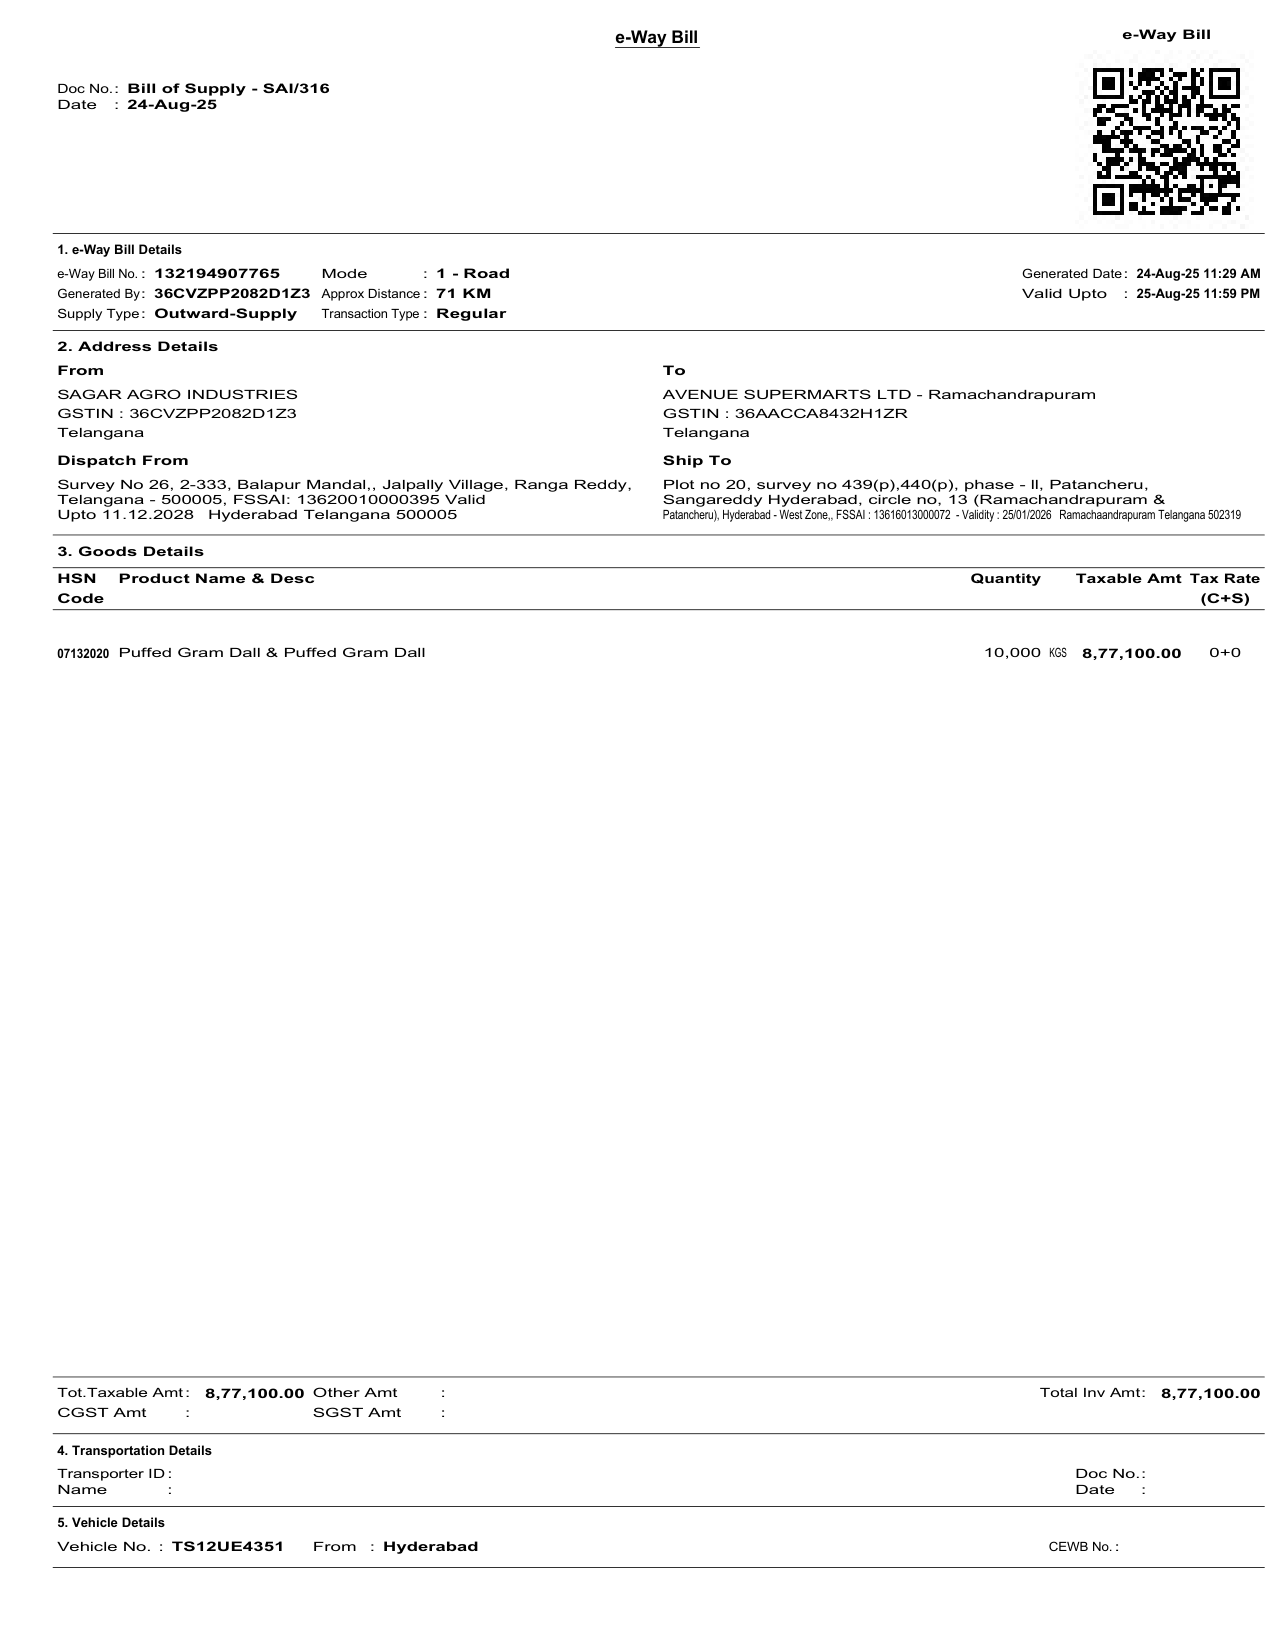 e-Way Bill
e-Way Bill
Doc No. : Bill of Supply - SAI/316
Date : 24-Aug-25
1. e-Way Bill Details
e-Way Bill No. : 132194907765 Mode : 1 - Road Generated Date : 24-Aug-25 11:29 AM
Generated By : 36CVZPP2082D1Z3 Approx Distance : 71 KM Valid Upto : 25-Aug-25 11:59 PM
Supply Type : Outward-Supply Transaction Type : Regular
2. Address Details
From
SAGAR AGRO INDUSTRIES
GSTIN : 36CVZPP2082D1Z3
Telangana
To
AVENUE SUPERMARTS LTD - Ramachandrapuram
GSTIN : 36AACCA8432H1ZR
Telangana
Dispatch From
Survey No 26, 2-333, Balapur Mandal,, Jalpally Village, Ranga Reddy,
Telangana - 500005, FSSAI: 13620010000395 Valid
Upto 11.12.2028 Hyderabad Telangana 500005
Ship To
Plot no 20, survey no 439(p),440(p), phase - II, Patancheru,
Sangareddy Hyderabad, circle no, 13 (Ramachandrapuram &
Patancheru), Hyderabad - West Zone,, FSSAI : 13616013000072 - Validity : 25/01/2026 Ramachaandrapuram Telangana 502319
3. Goods Details
HSN Product Name & Desc Quantity Taxable Amt Tax Rate
Code (C+S)
07132020 Puffed Gram Dall & Puffed Gram Dall 10,000 KGS 8,77,100.00 0+0
Tot.Taxable Amt : 8,77,100.00 Other Amt : Total Inv Amt : 8,77,100.00
CGST Amt : SGST Amt :
4. Transportation Details
Transporter ID : Doc No. :
Name : Date :
5. Vehicle Details
Vehicle No. : TS12UE4351 From : Hyderabad CEWB No. :